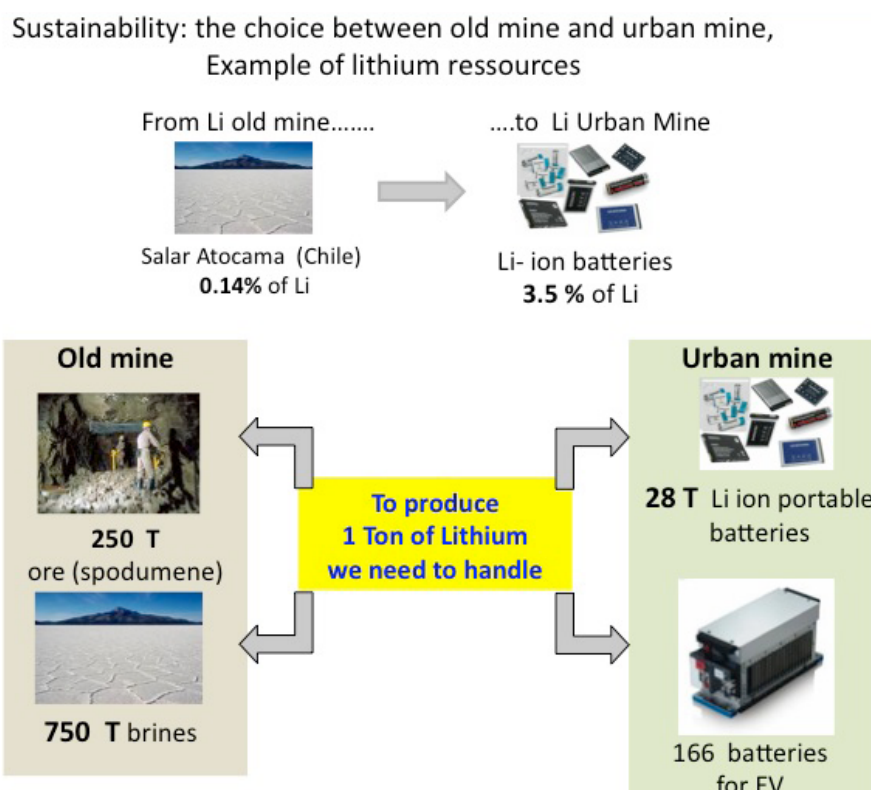 Sustainability: the choice between old mine and urban mine,
Example of lithium ressources
From Li old mine.......
....to Li Urban Mine
Salar Atocama (Chile)
0.14% of Li
Li- ion batteries
3.5 % of Li
Old mine
250 T
ore (spodumene)
750 T brines
To produce
1 Ton of Lithium
we need to handle
Urban mine
28 T Li ion portable
batteries
166 batteries
for EV